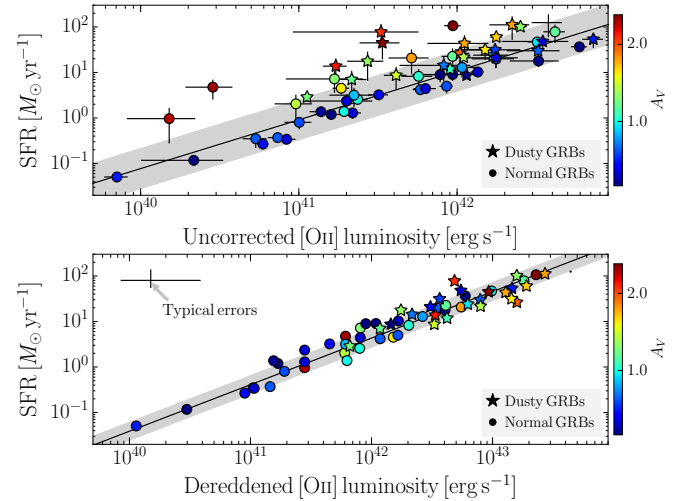 10²
10¹
10⁰
10⁻¹
SFR [M⊙ yr⁻¹]
★ Dusty GRBs
● Normal GRBs
10⁴⁰ 10⁴¹ 10⁴²
Uncorrected [OII] luminosity [erg s⁻¹]
2.0
1.0
A_V
10²
10¹
10⁰
10⁻¹
SFR [M⊙ yr⁻¹]
Typical errors
★ Dusty GRBs
● Normal GRBs
10⁴⁰ 10⁴¹ 10⁴² 10⁴³
Dereddened [OII] luminosity [erg s⁻¹]
2.0
1.0
A_V